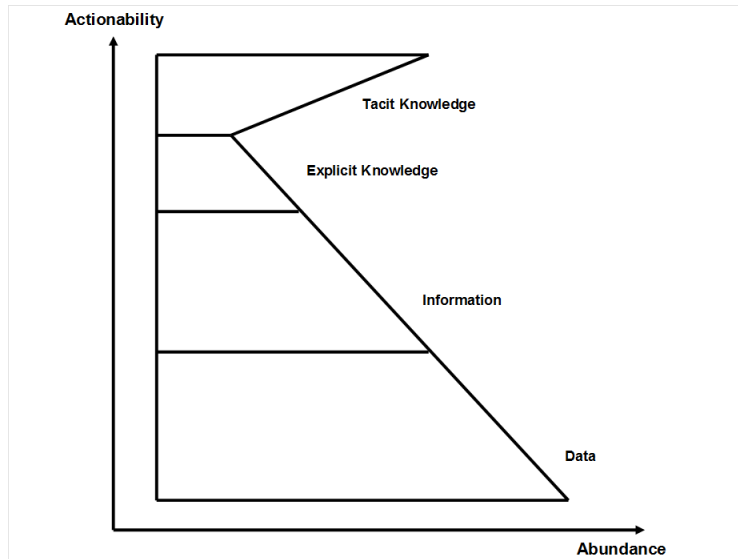 Actionability
Tacit Knowledge
Explicit Knowledge
Information
Data
Abundance